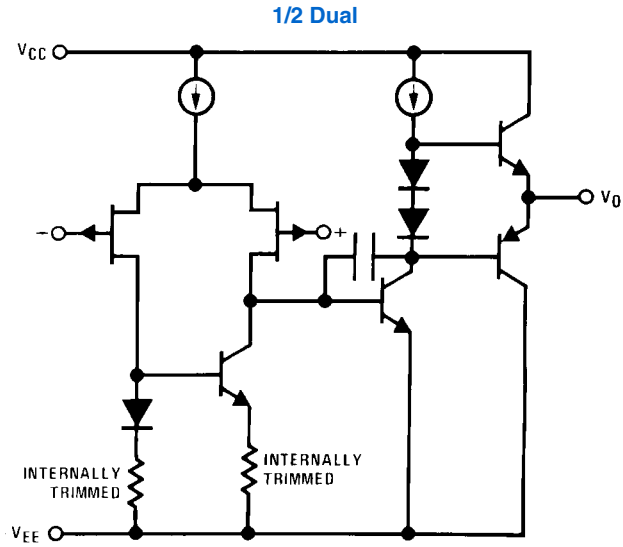 1/2 Dual
VCC
-
+
VO
INTERNALLY
TRIMMED
INTERNALLY
TRIMMED
VEE